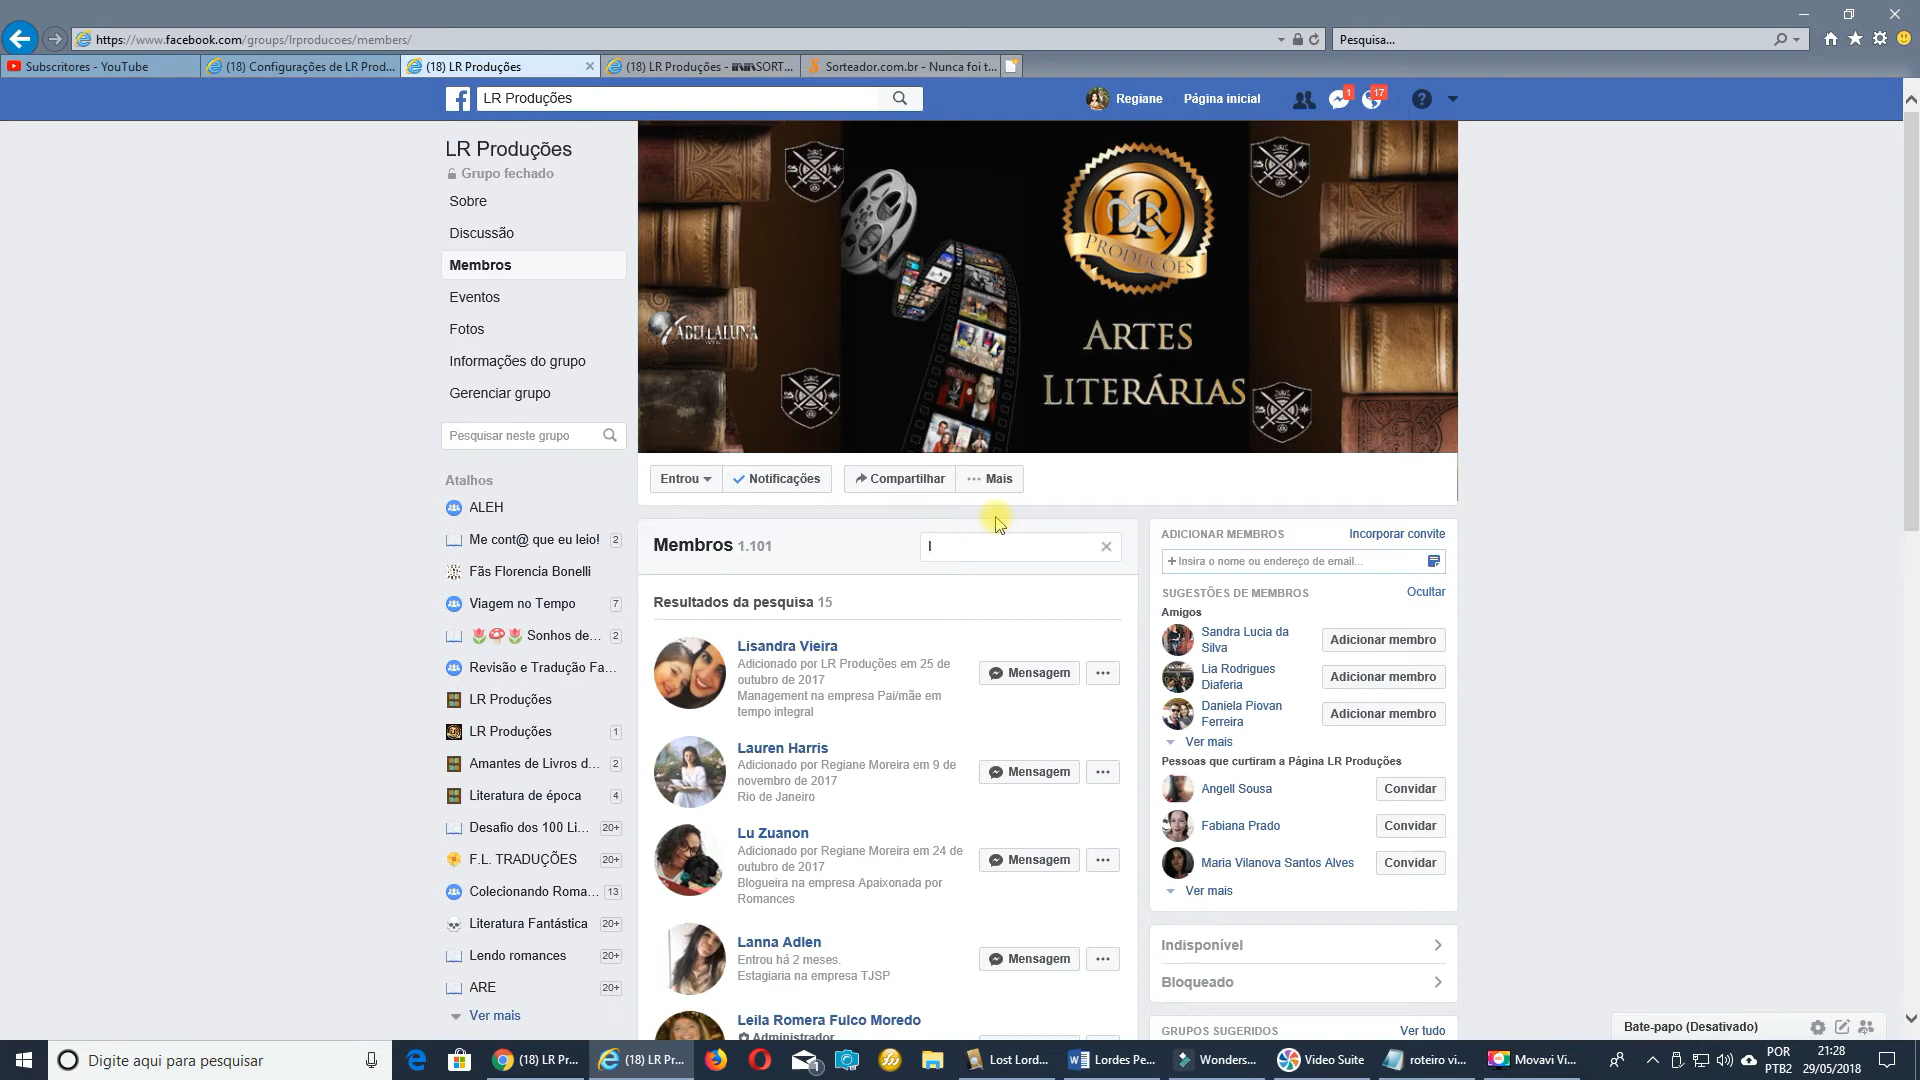 https://www.facebook.com/groups/lrproducoes/members/
Pesquisa...
Subscritores - YouTube
(18) Configurações de LR Prod...
(18) LR Produções
(18) LR Produções - SORT...
Sorteador.com.br - Nunca foi t...
LR Produções
Regiane
Página inicial
1
17
LR Produções
Grupo fechado
Sobre
Discussão
Membros
Eventos
Fotos
Informações do grupo
Gerenciar grupo
Pesquisar neste grupo
Atalhos
ALEH
Me cont@ que eu leio! 2
Fãs Florencia Bonelli
Viagem no Tempo 7
Sonhos de... 2
Revisão e Tradução Fa...
LR Produções
LR Produções 1
Amantes de Livros d... 2
Literatura de época 4
Desafio dos 100 Li... 20+
F.L. TRADUÇÕES 20+
Colecionando Roma... 13
Literatura Fantástica 20+
Lendo romances 20+
ARE 20+
Ver mais
LR
PRODUÇÕES
ARTES
LITERÁRIAS
ABELLALUNA
Entrou
Notificações
Compartilhar
Mais
Membros 1.101
l
Resultados da pesquisa 15
Lisandra Vieira
Adicionado por LR Produções em 25 de
outubro de 2017
Management na empresa Pai/mãe em
tempo integral
Mensagem
Lauren Harris
Adicionado por Regiane Moreira em 9 de
novembro de 2017
Rio de Janeiro
Mensagem
Lu Zuanon
Adicionado por Regiane Moreira em 24 de
outubro de 2017
Blogueira na empresa Apaixonada por
Romances
Mensagem
Lanna Adlen
Entrou há 2 meses.
Estagiaria na empresa TJSP
Mensagem
Leila Romera Fulco Moredo
Administrador
ADICIONAR MEMBROS
Incorporar convite
+ Insira o nome ou endereço de email...
SUGESTÕES DE MEMBROS
Ocultar
Amigos
Sandra Lucia da
Silva
Adicionar membro
Lia Rodrigues
Diaferia
Adicionar membro
Daniela Piovan
Ferreira
Adicionar membro
Ver mais
Pessoas que curtiram a Página LR Produções
Angell Sousa
Convidar
Fabiana Prado
Convidar
Maria Vilanova Santos Alves
Convidar
Ver mais
Indisponível
Bloqueado
GRUPOS SUGERIDOS
Ver tudo
Bate-papo (Desativado)
Digite aqui para pesquisar
(18) LR Pr...
(18) LR Pr...
1
Lost Lord...
Lordes Pe...
Wonders...
Video Suite
roteiro vi...
Movavi Vi...
POR
PTB2
21:28
29/05/2018